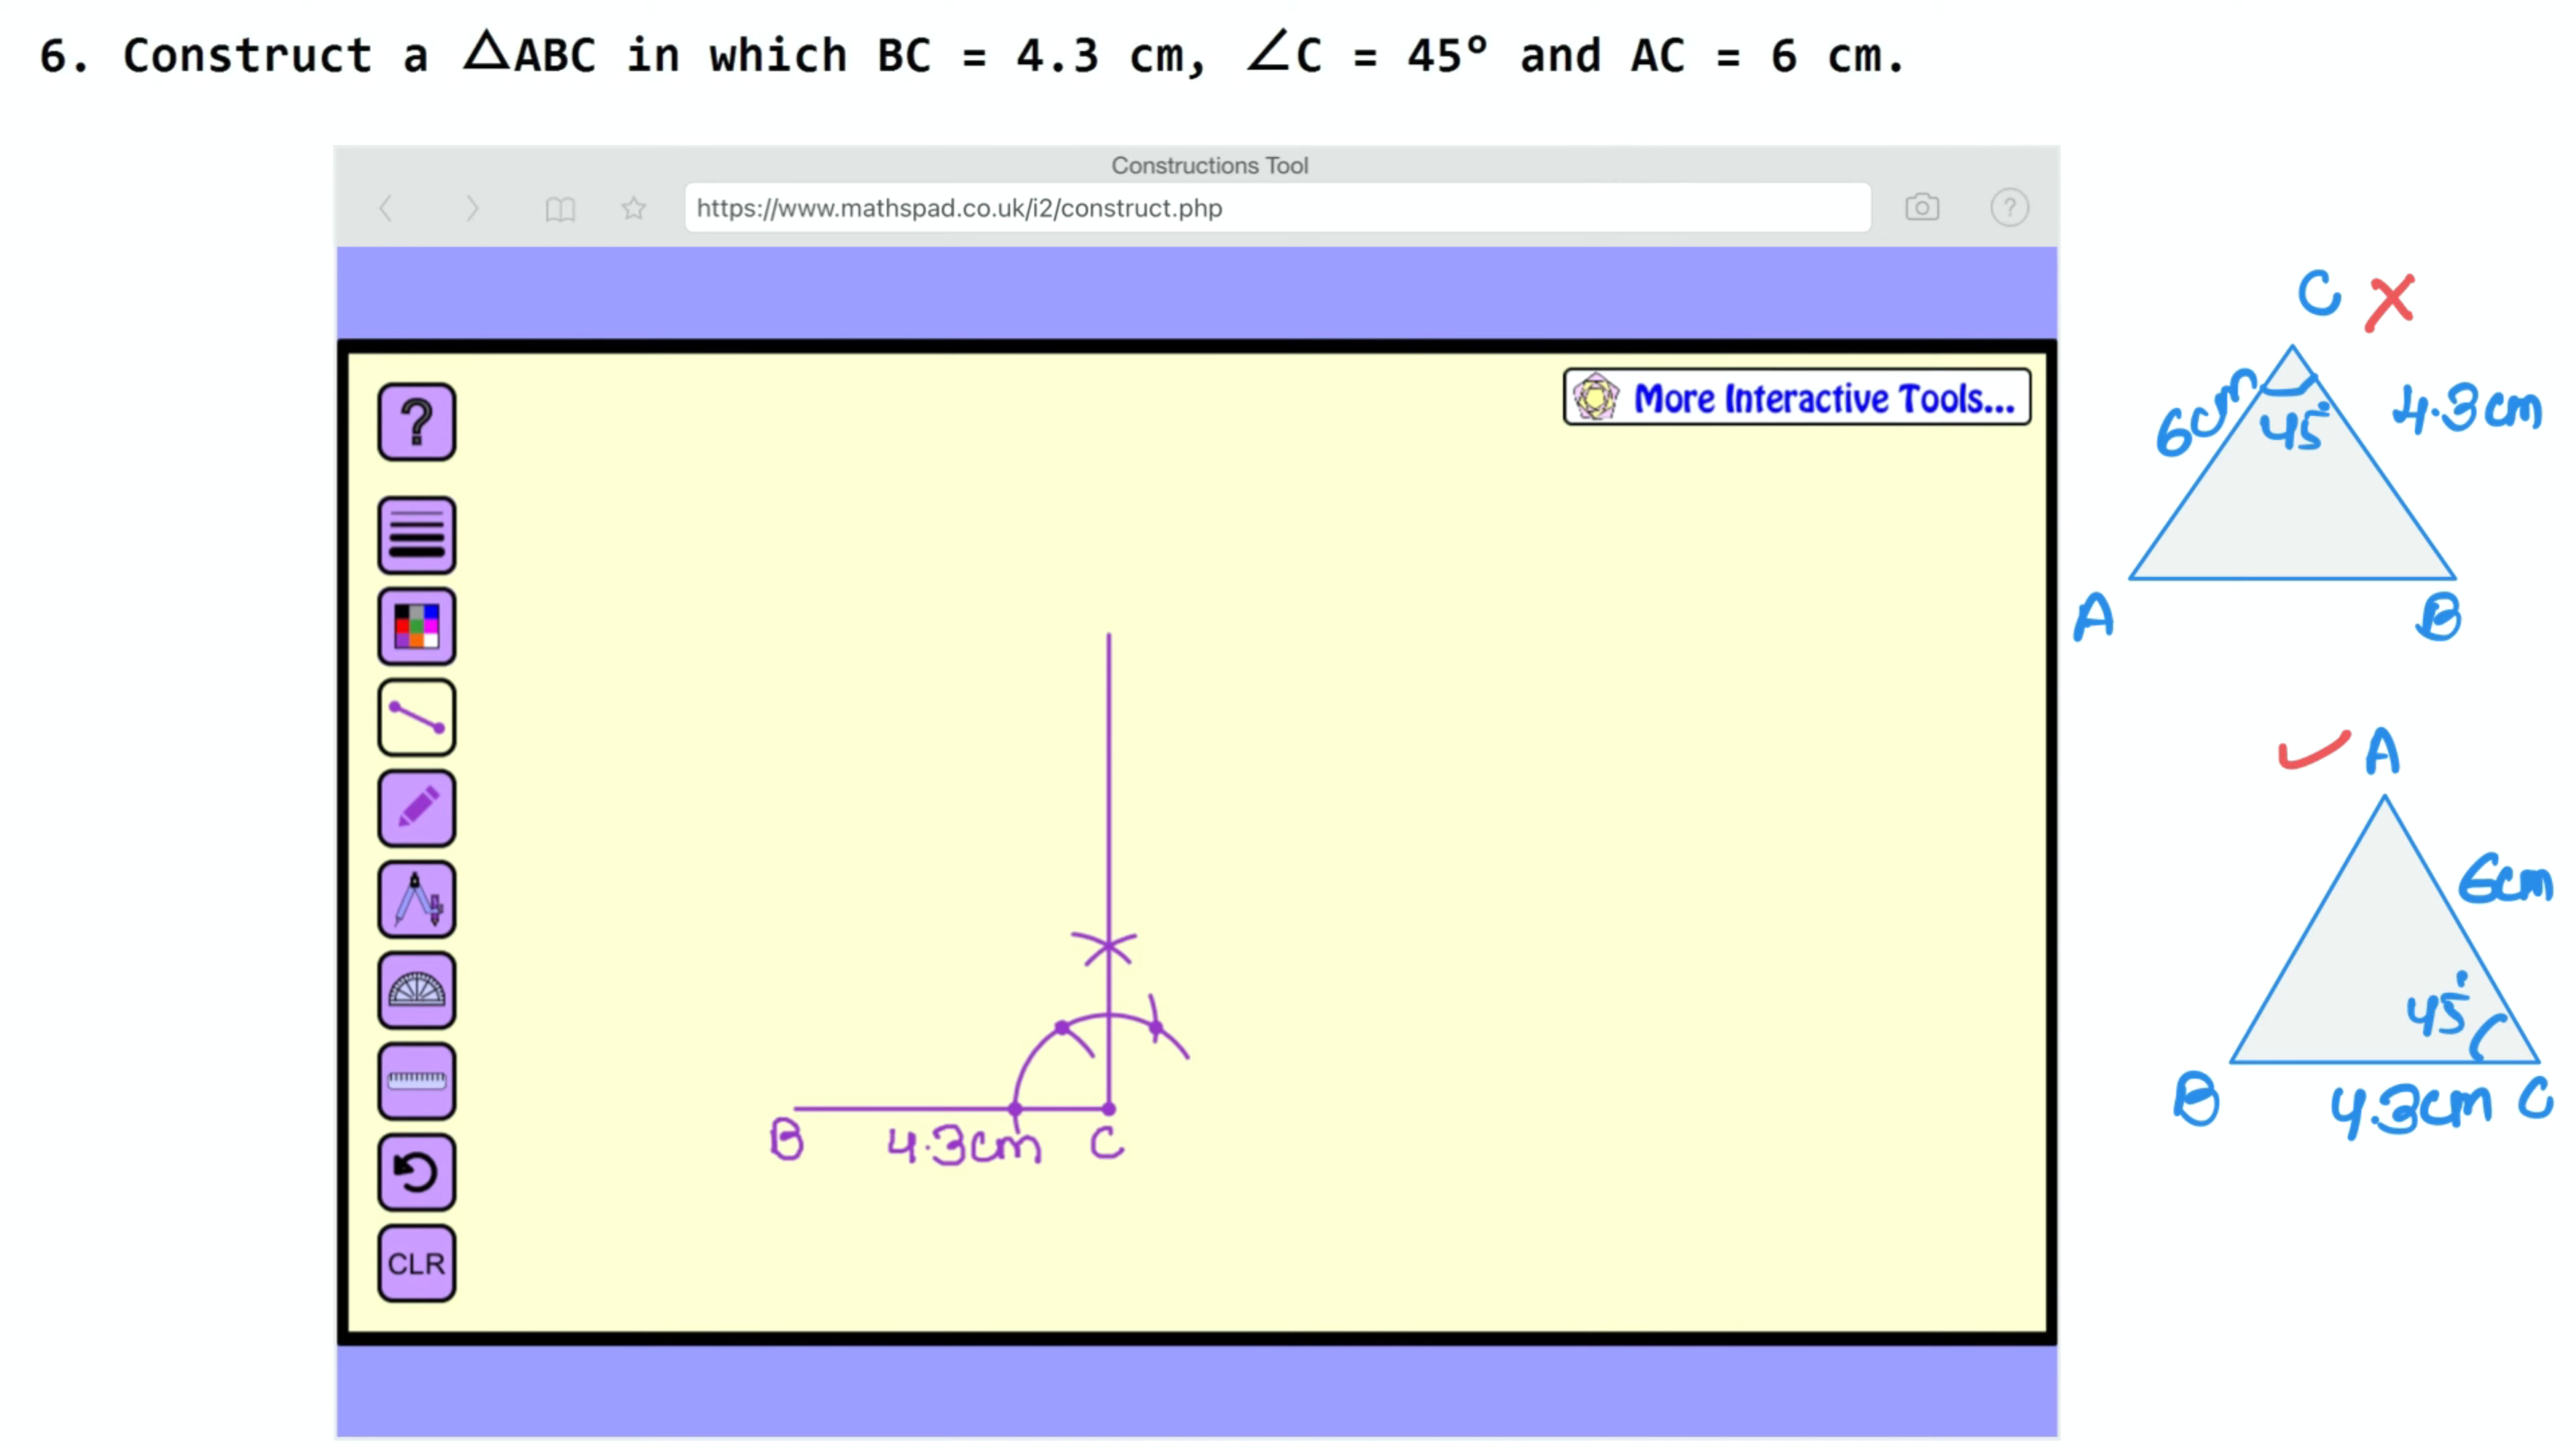 6. Construct a △ABC in which BC = 4.3 cm, ∠C = 45° and AC = 6 cm.
Constructions Tool
https://www.mathspad.co.uk/i2/construct.php
?
?
More Interactive Tools...
C X
6cm
45°
4.3cm
A
B
A
6cm
45°
B
4.3cm
C
B
4.3cm
C
CLR